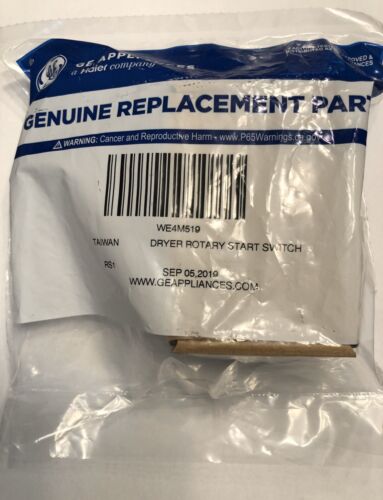 GE APPLIANCES
a Haier company
GENUINE REPLACEMENT PART
WARNING: Cancer and Reproductive Harm - www.P65Warnings.ca.gov
WE4M519
TAIWAN DRYER ROTARY START SWITCH
RS1
SEP 05,2019
WWW.GEAPPLIANCES.COM